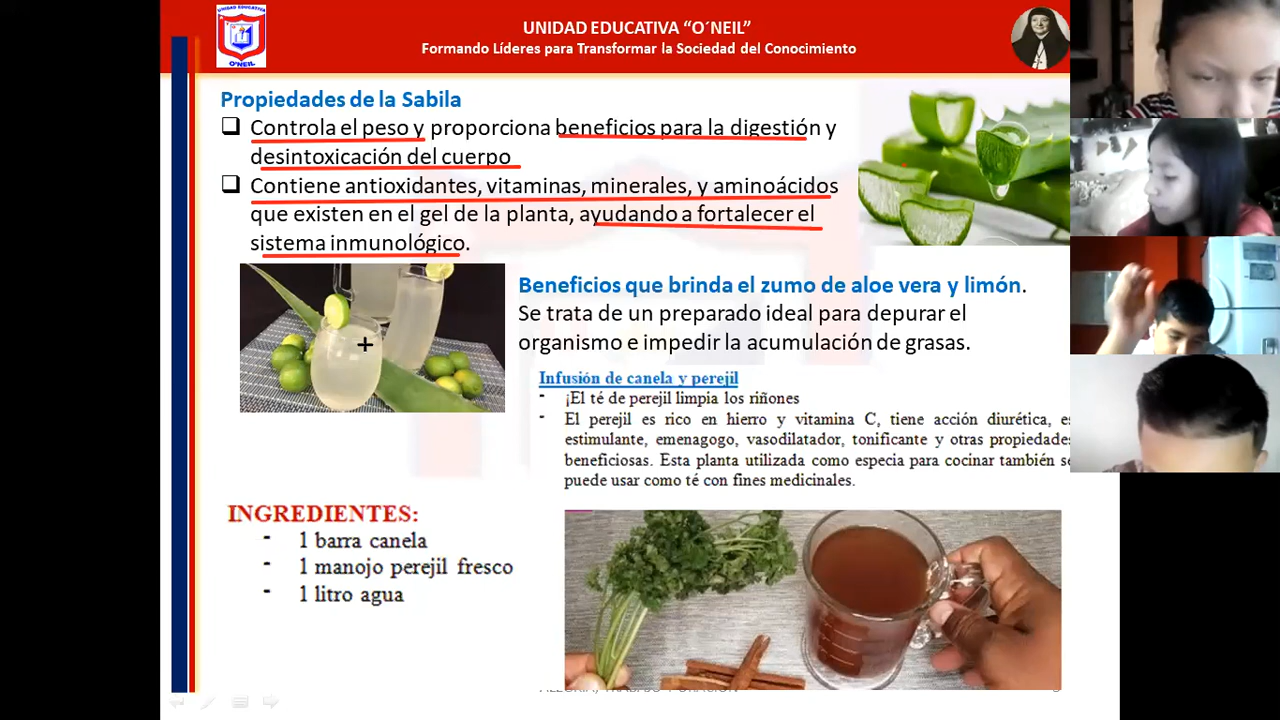 UNIDAD EDUCATIVA
O'NEIL
UNIDAD EDUCATIVA “O´NEIL”
Formando Líderes para Transformar la Sociedad del Conocimiento
Propiedades de la Sabila
Controla el peso y proporciona beneficios para la digestión y
desintoxicación del cuerpo
Contiene antioxidantes, vitaminas, minerales, y aminoácidos
que existen en el gel de la planta, ayudando a fortalecer el
sistema inmunológico.
Beneficios que brinda el zumo de aloe vera y limón.
Se trata de un preparado ideal para depurar el
organismo e impedir la acumulación de grasas.
Infusión de canela y perejil
- ¡El té de perejil limpia los riñones
- El perejil es rico en hierro y vitamina C, tiene acción diurética,
estimulante, emenagogo, vasodilatador, tonificante y otras propiedades
beneficiosas. Esta planta utilizada como especia para cocinar también
puede usar como té con fines medicinales.
INGREDIENTES:
- 1 barra canela
- 1 manojo perejil fresco
- 1 litro agua